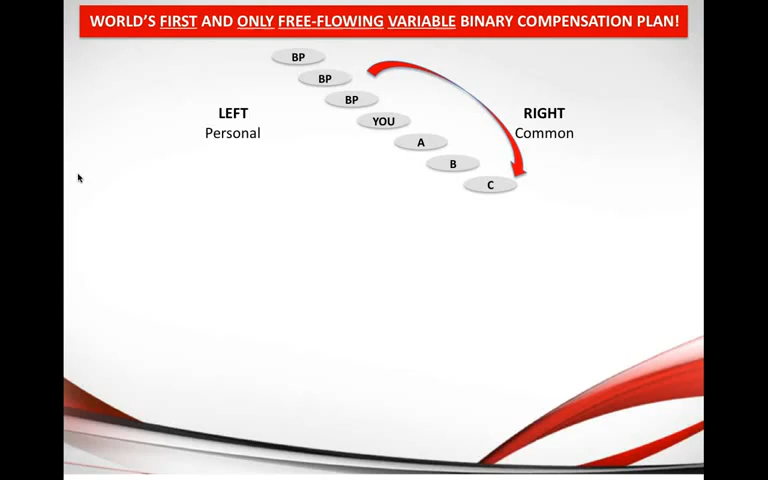 WORLD'S FIRST AND ONLY FREE-FLOWING VARIABLE BINARY COMPENSATION PLAN!
BP
BP
BP
LEFT
Personal
RIGHT
Common
YOU
A
B
C